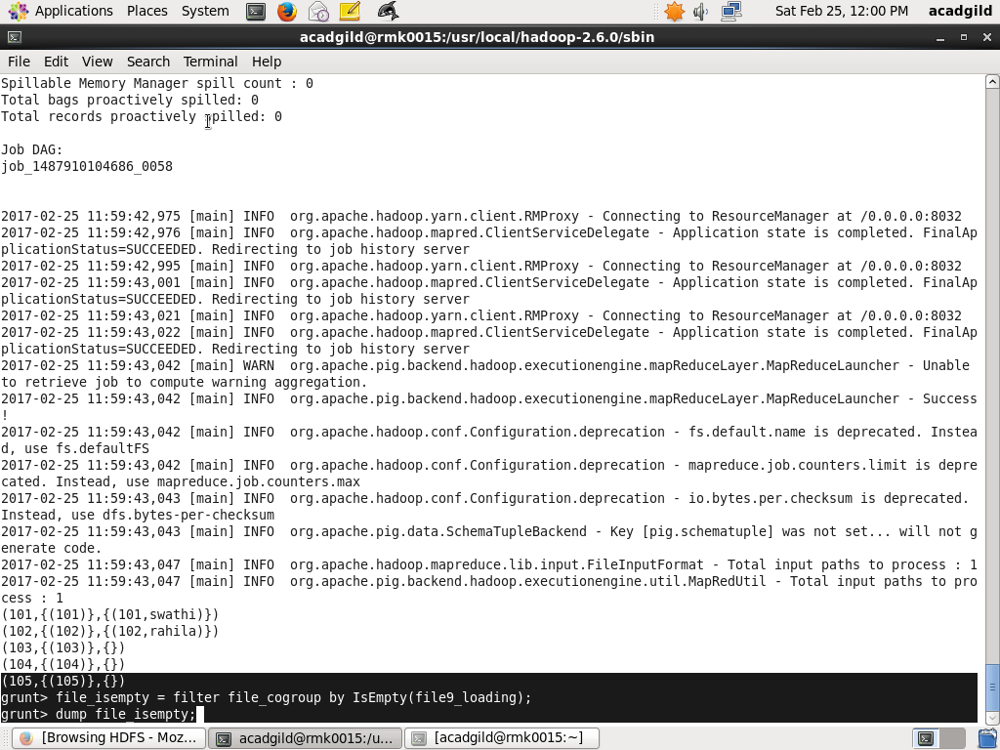 Applications Places System
Sat Feb 25, 12:00 PM acadgild
acadgild@rmk0015:/usr/local/hadoop-2.6.0/sbin
File Edit View Search Terminal Help
Spillable Memory Manager spill count : 0
Total bags proactively spilled: 0
Total records proactively spilled: 0
Job DAG:
job_1487910104686_0058
2017-02-25 11:59:42,975 [main] INFO  org.apache.hadoop.yarn.client.RMProxy - Connecting to ResourceManager at /0.0.0.0:8032
2017-02-25 11:59:42,976 [main] INFO  org.apache.hadoop.mapred.ClientServiceDelegate - Application state is completed. FinalAp
plicationStatus=SUCCEEDED. Redirecting to job history server
2017-02-25 11:59:42,995 [main] INFO  org.apache.hadoop.yarn.client.RMProxy - Connecting to ResourceManager at /0.0.0.0:8032
2017-02-25 11:59:43,001 [main] INFO  org.apache.hadoop.mapred.ClientServiceDelegate - Application state is completed. FinalAp
plicationStatus=SUCCEEDED. Redirecting to job history server
2017-02-25 11:59:43,021 [main] INFO  org.apache.hadoop.yarn.client.RMProxy - Connecting to ResourceManager at /0.0.0.0:8032
2017-02-25 11:59:43,022 [main] INFO  org.apache.hadoop.mapred.ClientServiceDelegate - Application state is completed. FinalAp
plicationStatus=SUCCEEDED. Redirecting to job history server
2017-02-25 11:59:43,042 [main] WARN  org.apache.pig.backend.hadoop.executionengine.mapReduceLayer.MapReduceLauncher - Unable
to retrieve job to compute warning aggregation.
2017-02-25 11:59:43,042 [main] INFO  org.apache.pig.backend.hadoop.executionengine.mapReduceLayer.MapReduceLauncher - Success
!
2017-02-25 11:59:43,042 [main] INFO  org.apache.hadoop.conf.Configuration.deprecation - fs.default.name is deprecated. Instea
d, use fs.defaultFS
2017-02-25 11:59:43,042 [main] INFO  org.apache.hadoop.conf.Configuration.deprecation - mapreduce.job.counters.limit is depre
cated. Instead, use mapreduce.job.counters.max
2017-02-25 11:59:43,043 [main] INFO  org.apache.hadoop.conf.Configuration.deprecation - io.bytes.per.checksum is deprecated.
Instead, use dfs.bytes-per-checksum
2017-02-25 11:59:43,043 [main] INFO  org.apache.pig.data.SchemaTupleBackend - Key [pig.schematuple] was not set... will not g
enerate code.
2017-02-25 11:59:43,047 [main] INFO  org.apache.hadoop.mapreduce.lib.input.FileInputFormat - Total input paths to process : 1
2017-02-25 11:59:43,047 [main] INFO  org.apache.pig.backend.hadoop.executionengine.util.MapRedUtil - Total input paths to pro
cess : 1
(101,{(101)},{(101,swathi)})
(102,{(102)},{(102,rahila)})
(103,{(103)},{})
(104,{(104)},{})
(105,{(105)},{})
grunt> file_isempty = filter file_cogroup by IsEmpty(file9_loading);
grunt> dump file_isempty;
[Browsing HDFS - Moz... acadgild@rmk0015:/u... [acadgild@rmk0015:~]